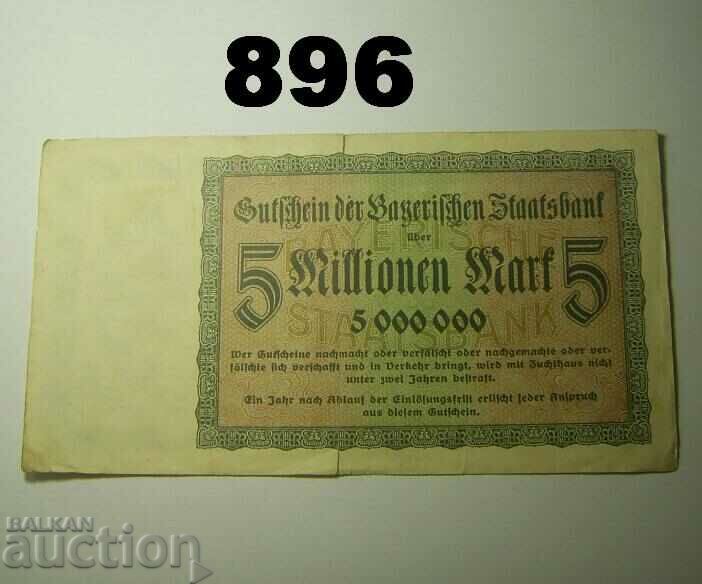 896
Gutschein der Bayerischen Staatsbank
über
5 Millionen Mark 5
5 000 000
BAYERISCHE
STAATSBANK
Wer Gutscheine nachmacht oder verfälscht oder nachgemachte oder ver-
fälschte sich verschafft und in Verkehr bringt, wird mit Zuchthaus nicht
unter zwei Jahren bestraft.
Ein Jahr nach Ablauf der Einlösungsfrist erlischt jeder Anspruch
aus diesem Gutschein.
BALKAN
auction